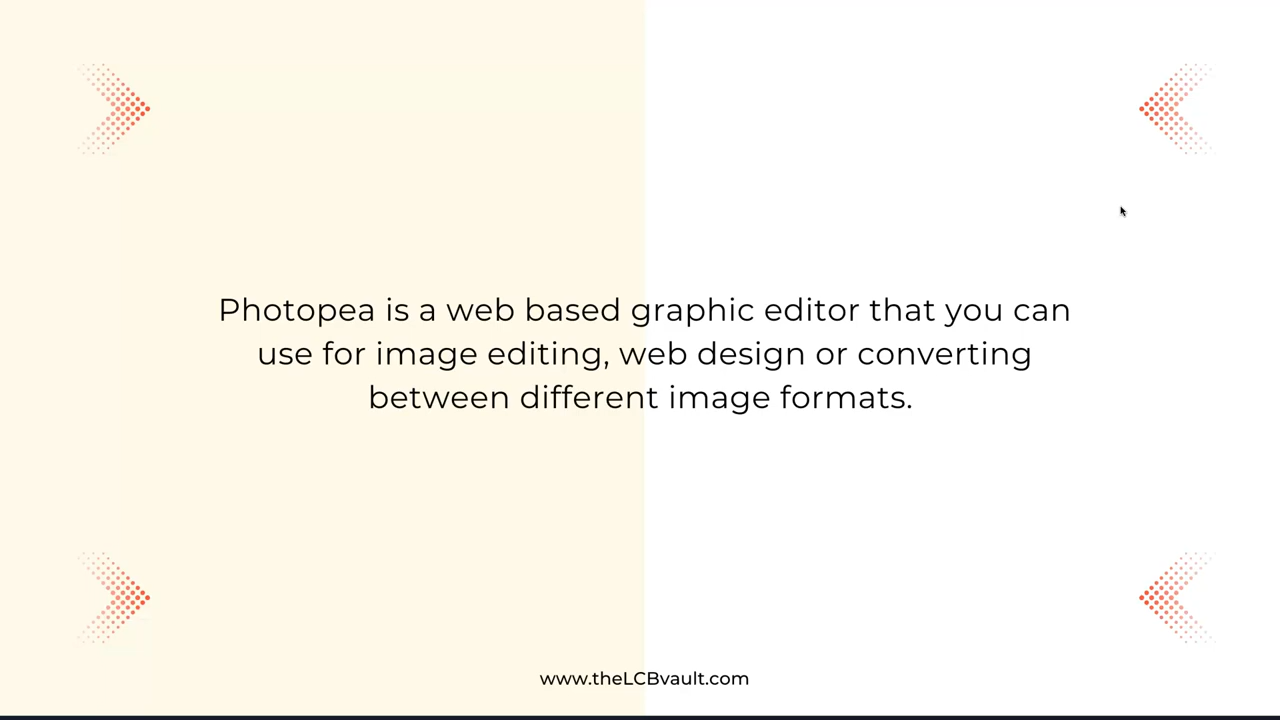 Photopea is a web based graphic editor that you can
use for image editing, web design or converting
between different image formats.
www.theLCBvault.com